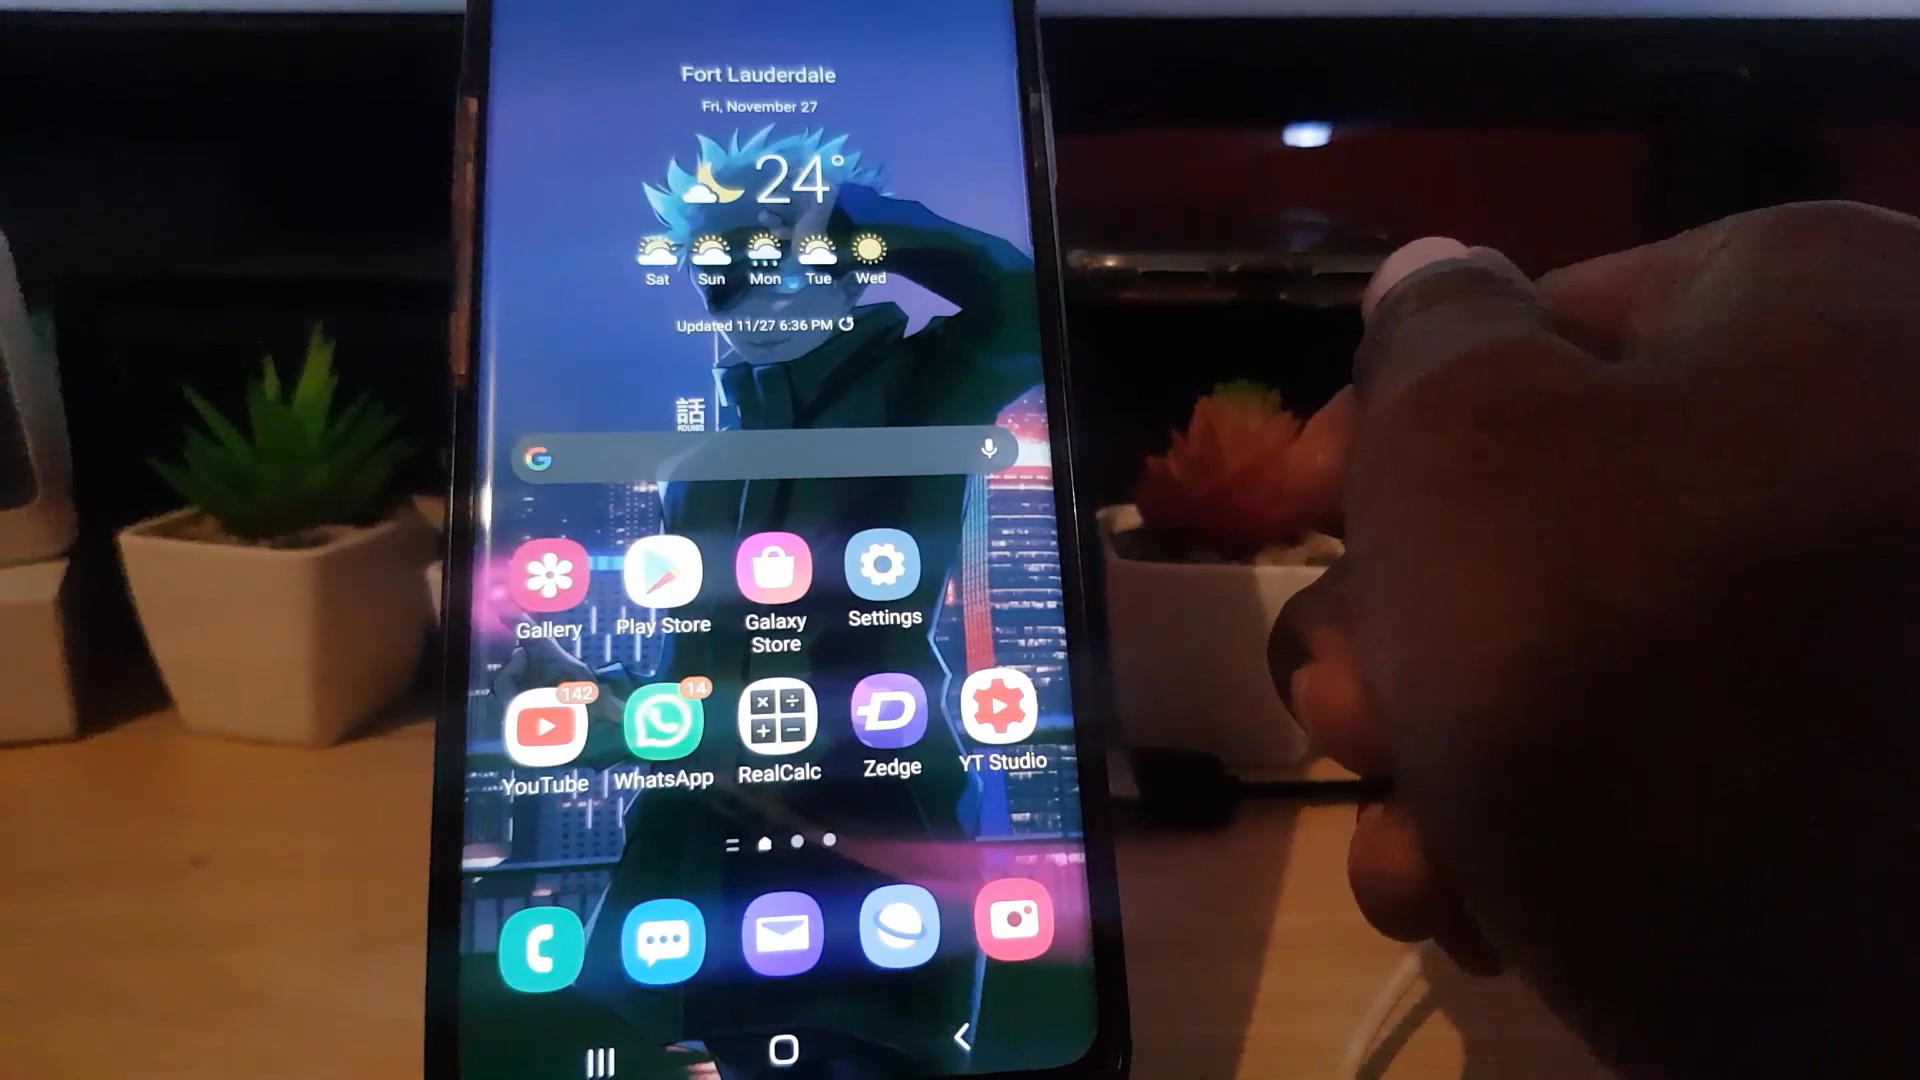 Fort Lauderdale
Fri, November 27
24°
Sat Sun Mon Tue Wed
Updated 11/27 6:36 PM
話
G
Gallery Play Store Galaxy Store Settings
142 14
YouTube WhatsApp RealCalc Zedge YT Studio